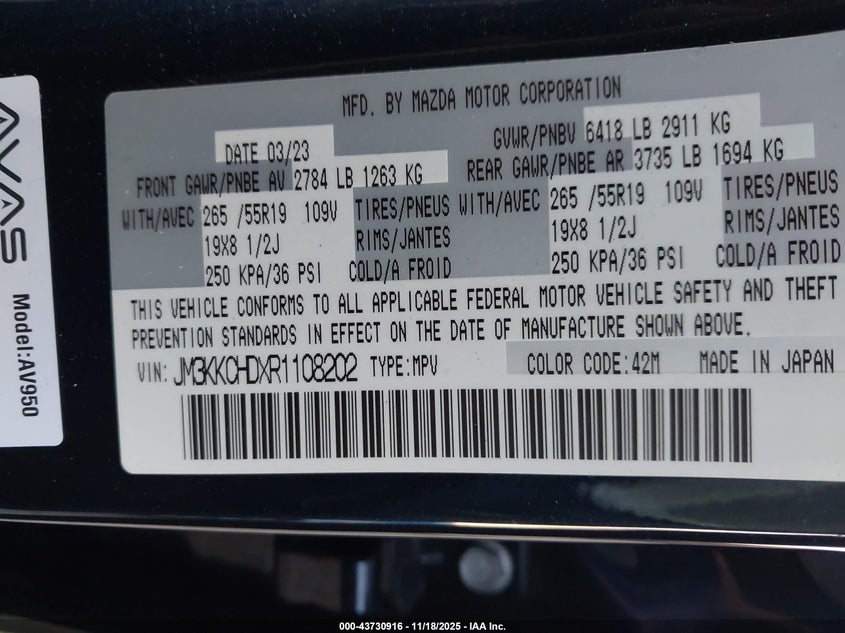 AVAS
Model:AV950
MFD. BY MAZDA MOTOR CORPORATION
DATE 03/23
GVWR/PNBV 6418 LB 2911 KG
FRONT GAWR/PNBE AV 2784 LB 1263 KG
REAR GAWR/PNBE AR 3735 LB 1694 KG
WITH/AVEC 265 /55R19 109V TIRES/PNEUS
19X8 1/2J RIMS/JANTES
250 KPA/36 PSI COLD/A FROID
WITH/AVEC 265 /55R19 109V TIRES/PNEUS
19X8 1/2J RIMS/JANTES
250 KPA/36 PSI COLD/A FROID
THIS VEHICLE CONFORMS TO ALL APPLICABLE FEDERAL MOTOR VEHICLE SAFETY AND THEFT
PREVENTION STANDARDS IN EFFECT ON THE DATE OF MANUFACTURE SHOWN ABOVE.
VIN: JM3KKCHDXR1108202 TYPE:MPV COLOR CODE:42M MADE IN JAPAN
000-43730916 - 11/18/2025 - IAA Inc.